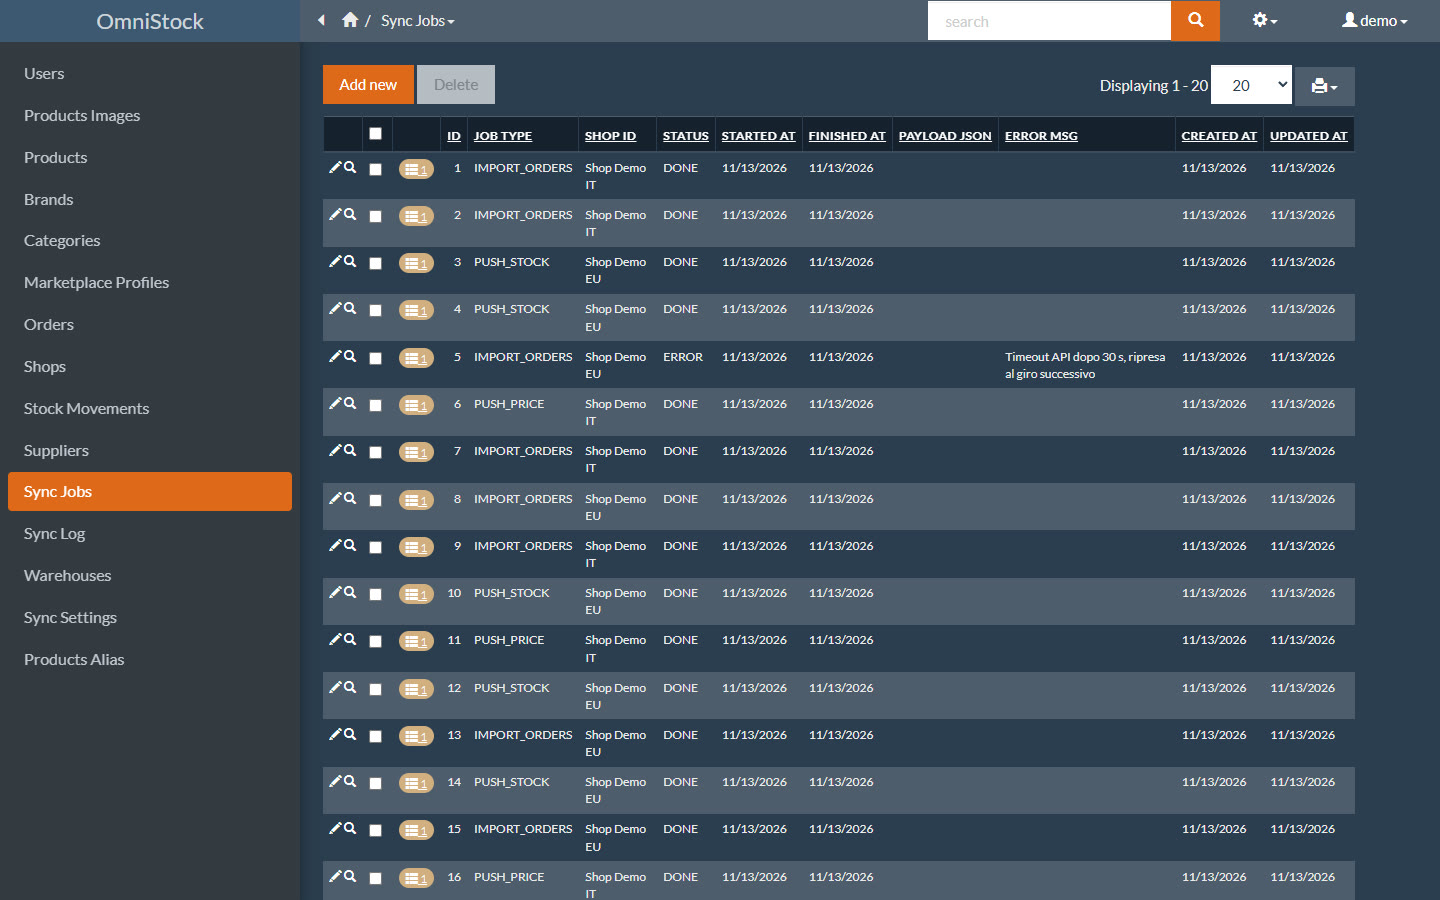 OmniStock
/ Sync Jobs
search
demo
Users
Products Images
Products
Brands
Categories
Marketplace Profiles
Orders
Shops
Stock Movements
Suppliers
Sync Jobs
Sync Log
Warehouses
Sync Settings
Products Alias
Add new Delete
Displaying 1 - 20 20
ID JOB TYPE SHOP ID STATUS STARTED AT FINISHED AT PAYLOAD JSON ERROR MSG CREATED AT UPDATED AT
1 1 IMPORT_ORDERS Shop Demo DONE 11/13/2026 11/13/2026 11/13/2026 11/13/2026
IT
1 2 IMPORT_ORDERS Shop Demo DONE 11/13/2026 11/13/2026 11/13/2026 11/13/2026
IT
1 3 PUSH_STOCK Shop Demo DONE 11/13/2026 11/13/2026 11/13/2026 11/13/2026
EU
1 4 PUSH_STOCK Shop Demo DONE 11/13/2026 11/13/2026 11/13/2026 11/13/2026
EU
1 5 IMPORT_ORDERS Shop Demo ERROR 11/13/2026 11/13/2026 Timeout API dopo 30 s, ripresa 11/13/2026 11/13/2026
EU al giro successivo
1 6 PUSH_PRICE Shop Demo DONE 11/13/2026 11/13/2026 11/13/2026 11/13/2026
IT
1 7 IMPORT_ORDERS Shop Demo DONE 11/13/2026 11/13/2026 11/13/2026 11/13/2026
IT
1 8 IMPORT_ORDERS Shop Demo DONE 11/13/2026 11/13/2026 11/13/2026 11/13/2026
EU
1 9 IMPORT_ORDERS Shop Demo DONE 11/13/2026 11/13/2026 11/13/2026 11/13/2026
IT
1 10 PUSH_STOCK Shop Demo DONE 11/13/2026 11/13/2026 11/13/2026 11/13/2026
EU
1 11 PUSH_PRICE Shop Demo DONE 11/13/2026 11/13/2026 11/13/2026 11/13/2026
IT
1 12 PUSH_STOCK Shop Demo DONE 11/13/2026 11/13/2026 11/13/2026 11/13/2026
EU
1 13 IMPORT_ORDERS Shop Demo DONE 11/13/2026 11/13/2026 11/13/2026 11/13/2026
EU
1 14 PUSH_STOCK Shop Demo DONE 11/13/2026 11/13/2026 11/13/2026 11/13/2026
EU
1 15 IMPORT_ORDERS Shop Demo DONE 11/13/2026 11/13/2026 11/13/2026 11/13/2026
EU
1 16 PUSH_PRICE Shop Demo DONE 11/13/2026 11/13/2026 11/13/2026 11/13/2026
IT